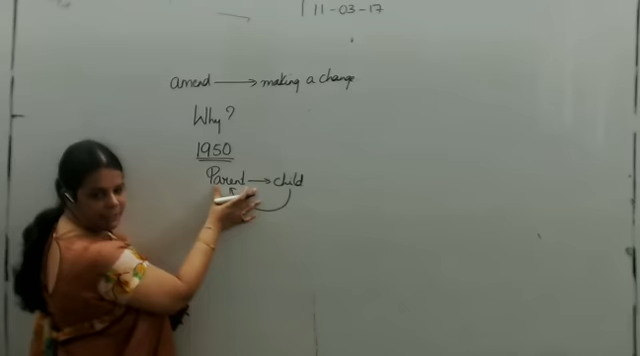 11-03-17
amend → making a change
Why?
1950
Parent → child